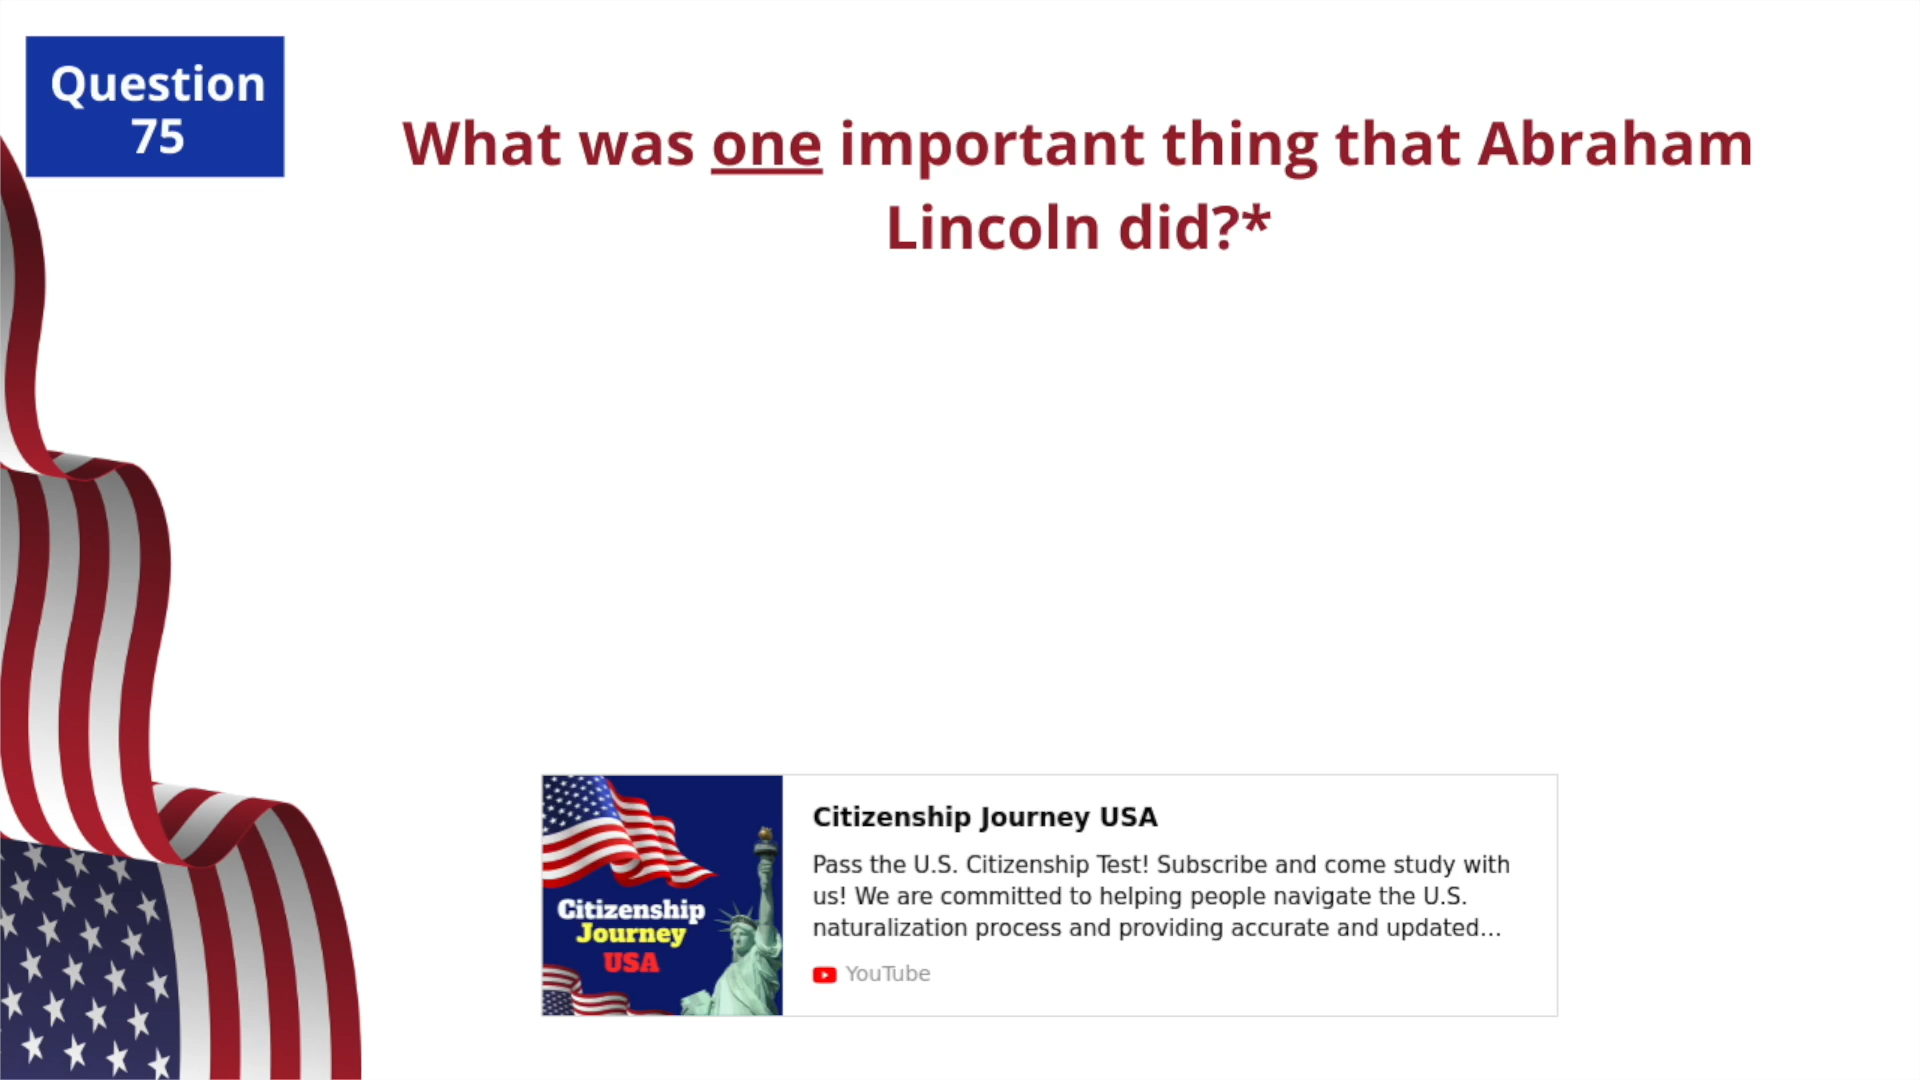 Question
75
What was one important thing that Abraham
Lincoln did?*
Citizenship
Journey
USA
Citizenship Journey USA
Pass the U.S. Citizenship Test! Subscribe and come study with
us! We are committed to helping people navigate the U.S.
naturalization process and providing accurate and updated...
YouTube